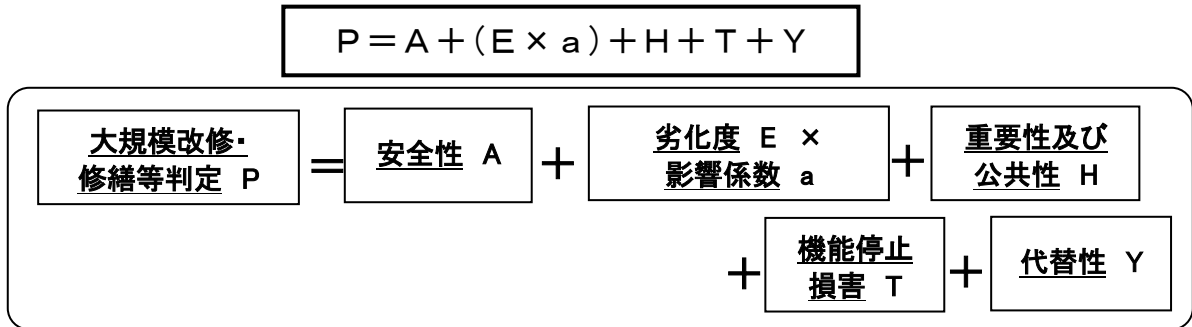 P＝A＋（E×a）＋H＋T＋Y
大規模改修・
修繕等判定 P
＝
安全性 A
＋
劣化度 E ×
影響係数 a
＋
重要性及び
公共性 H
＋
機能停止
損害 T
＋
代替性 Y